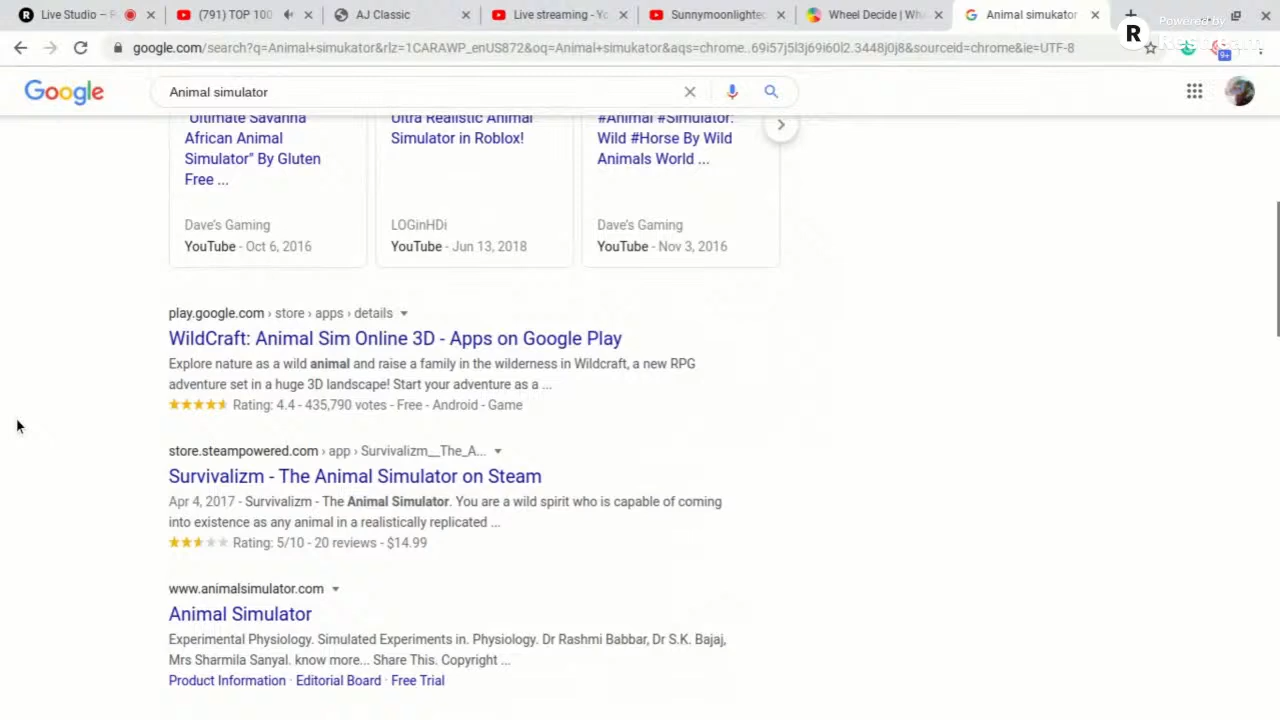 Live Studio – R
(791) TOP 100
AJ Classic
Live streaming - Yo
Sunnymoonlighted
Wheel Decide | Wha
Animal simukator
Powered by
Restream
google.com/search?q=Animal+simukator&rlz=1CARAWP_enUS872&oq=Animal+simukator&aqs=chrome..69i57j5l3j69i60l2.3448j0j8&sourceid=chrome&ie=UTF-8
9+
Google
Animal simulator
"Ultimate Savanna
African Animal
Simulator" By Gluten
Free ...
Dave's Gaming
YouTube - Oct 6, 2016
Ultra Realistic Animal
Simulator in Roblox!
LOGinHDi
YouTube - Jun 13, 2018
#Animal #Simulator:
Wild #Horse By Wild
Animals World ...
Dave's Gaming
YouTube - Nov 3, 2016
play.google.com › store › apps › details
WildCraft: Animal Sim Online 3D - Apps on Google Play
Explore nature as a wild animal and raise a family in the wilderness in Wildcraft, a new RPG
adventure set in a huge 3D landscape! Start your adventure as a ...
Rating: 4.4 - 435,790 votes - Free - Android - Game
store.steampowered.com › app › Survivalizm__The_A...
Survivalizm - The Animal Simulator on Steam
Apr 4, 2017 - Survivalizm - The Animal Simulator. You are a wild spirit who is capable of coming
into existence as any animal in a realistically replicated ...
Rating: 5/10 - 20 reviews - $14.99
www.animalsimulator.com
Animal Simulator
Experimental Physiology. Simulated Experiments in. Physiology. Dr Rashmi Babbar, Dr S.K. Bajaj,
Mrs Sharmila Sanyal. know more... Share This. Copyright ...
Product Information · Editorial Board · Free Trial